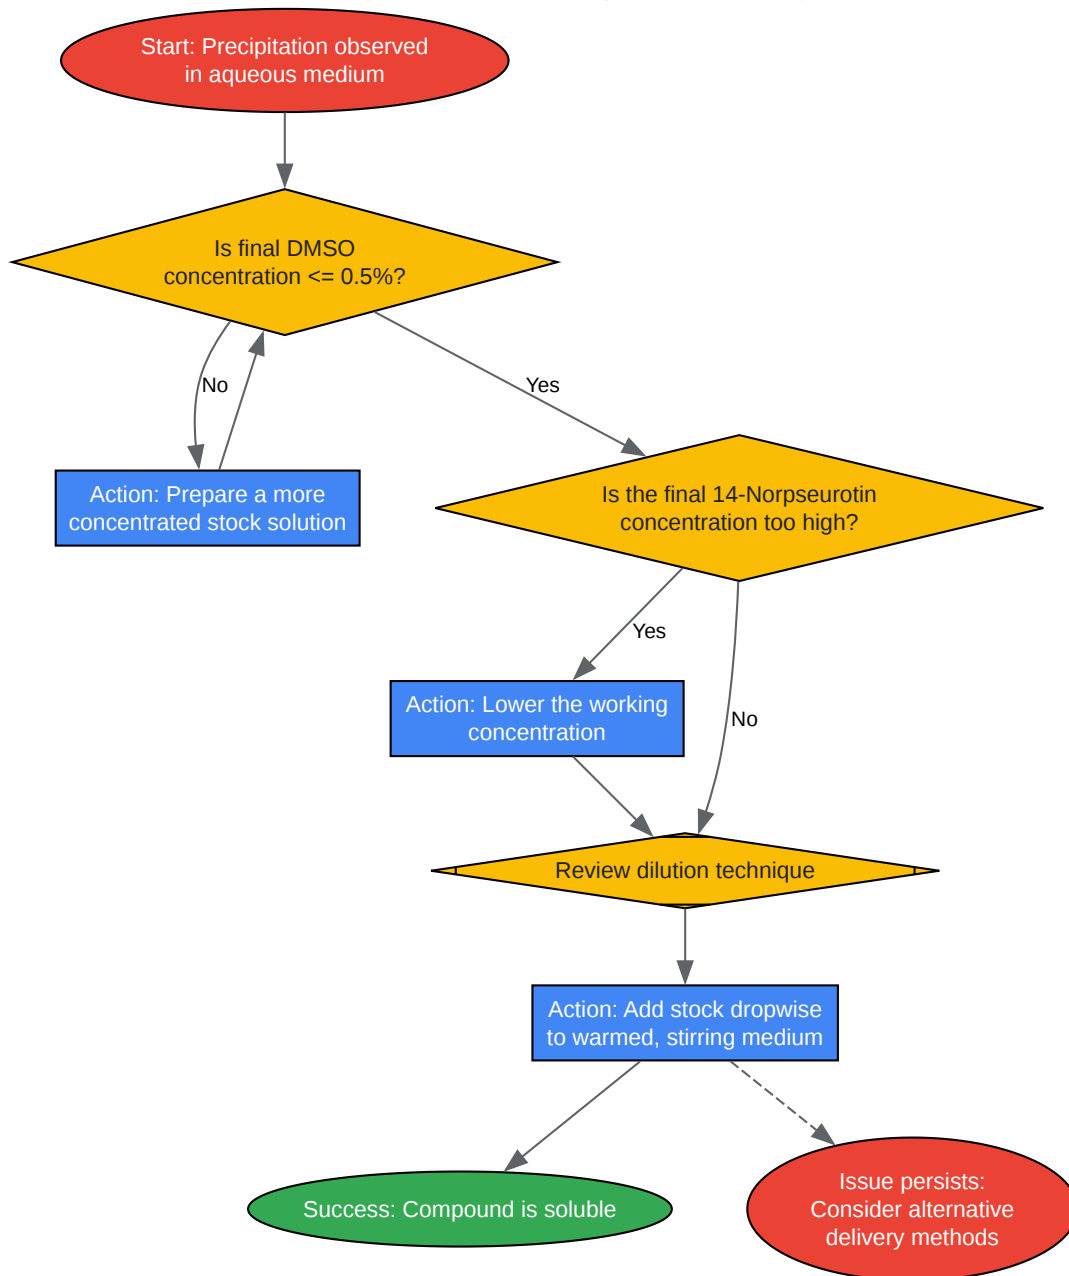 Start: Precipitation observed
in aqueous medium
Is final DMSO
concentration <= 0.5%?
No
Yes
Action: Prepare a more
concentrated stock solution
Is the final 14-Norpseurotin
concentration too high?
Yes
Action: Lower the working
concentration
No
Review dilution technique
Action: Add stock dropwise
to warmed, stirring medium
Success: Compound is soluble
Issue persists:
Consider alternative
delivery methods